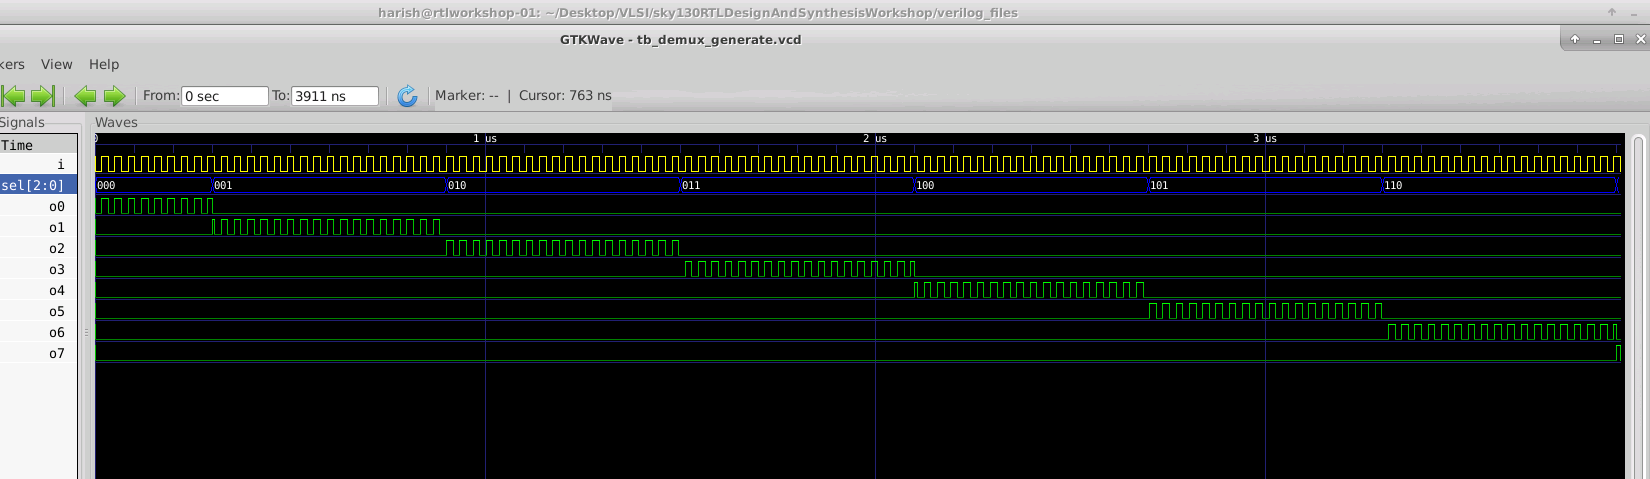 harish@rtlworkshop-01: ~/Desktop/VLSI/sky130RTLDesignAndSynthesisWorkshop/verilog_files
GTKWave - tb_demux_generate.vcd
kers View Help
From: 0 sec To: 3911 ns Marker: -- | Cursor: 763 ns
Signals Waves
Time 1 us 2 us 3 us
i
sel[2:0] 000 001 010 011 100 101 110
o0
o1
o2
o3
o4
o5
o6
o7